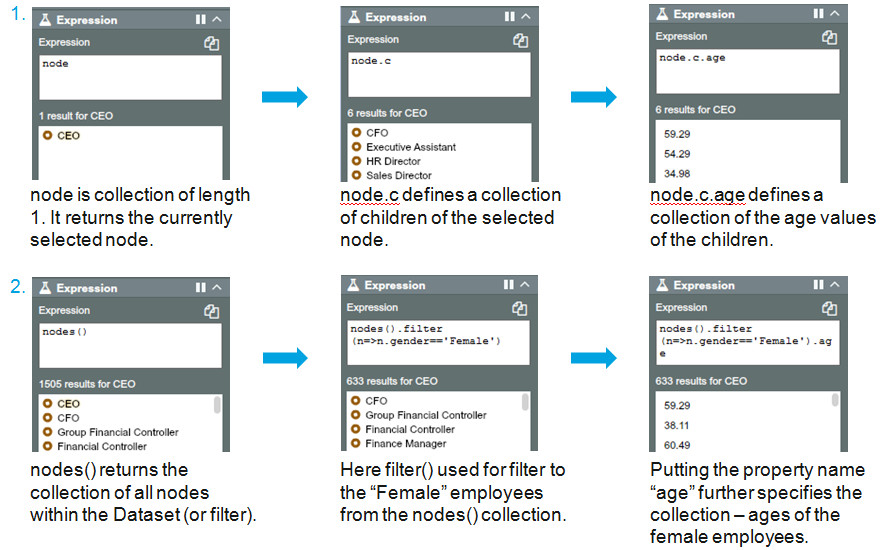 1.
Expression
Expression
node
1 result for CEO
CEO
node is collection of length
1. It returns the currently
selected node.
Expression
Expression
node.c
6 results for CEO
CFO
Executive Assistant
HR Director
Sales Director
node.c defines a collection
of children of the selected
node.
Expression
Expression
node.c.age
6 results for CEO
59.29
54.29
34.98
node.c.age defines a
collection of the age values
of the children.
2.
Expression
Expression
nodes()
1505 results for CEO
CEO
CFO
Group Financial Controller
Financial Controller
nodes() returns the
collection of all nodes
within the Dataset (or filter).
Expression
Expression
nodes().filter
(n=>n.gender=='Female')
633 results for CEO
CFO
Group Financial Controller
Financial Controller
Finance Manager
Here filter() used for filter to
the “Female” employees
from the nodes() collection.
Expression
Expression
nodes().filter
(n=>n.gender=='Female').ag
e
633 results for CEO
59.29
38.11
60.49
Putting the property name
“age” further specifies the
collection – ages of the
female employees.